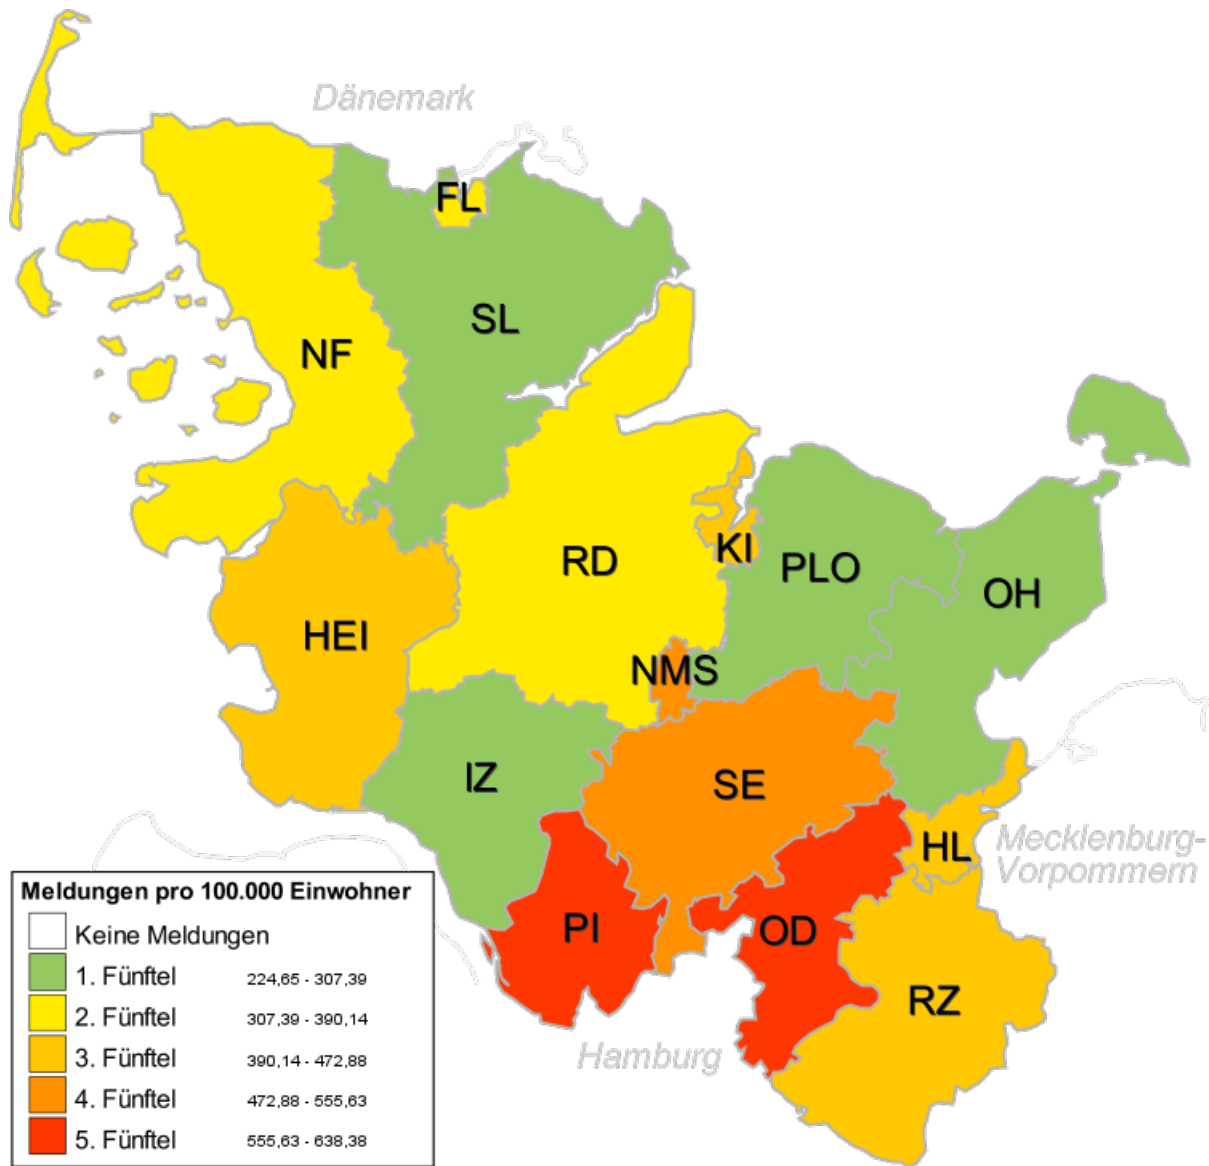 Dänemark
FL
SL
NF
RD
KI
PLO
OH
HEI
NMS
IZ
SE
HL
Mecklenburg-
Vorpommern
PI
OD
RZ
Hamburg
Meldungen pro 100.000 Einwohner
Keine Meldungen
1. Fünftel 224,65 - 307,39
2. Fünftel 307,39 - 390,14
3. Fünftel 390,14 - 472,88
4. Fünftel 472,88 - 555,63
5. Fünftel 555,63 - 638,38